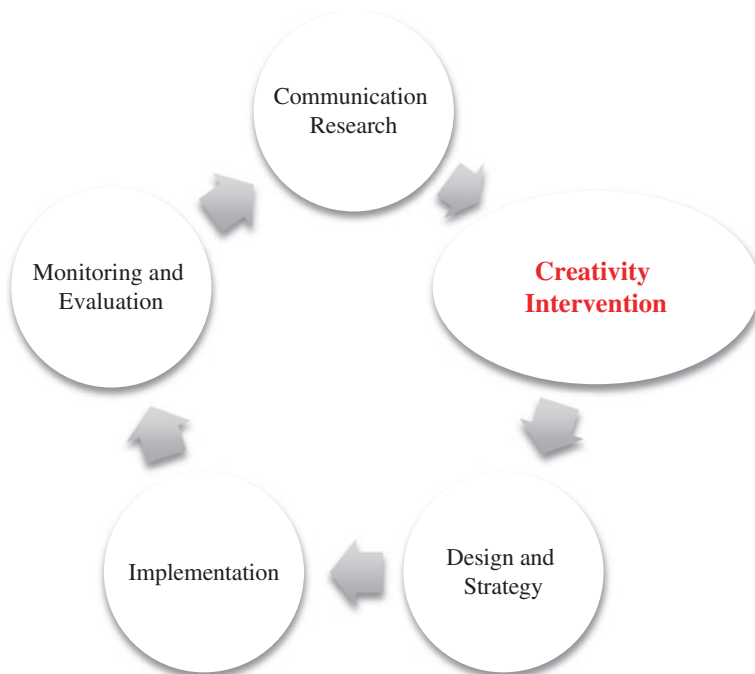 Communication
Research
Creativity
Intervention
Design and
Strategy
Implementation
Monitoring and
Evaluation